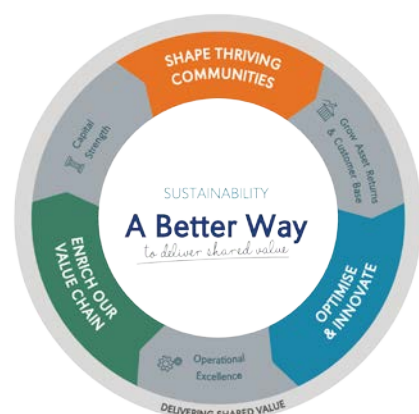 SHAPE THRIVING
COMMUNITIES
Grow Asset Returns
& Customer Base
OPTIMISE
& INNOVATE
Operational
Excellence
ENRICH OUR
VALUE CHAIN
Capital
Strength
SUSTAINABILITY
A Better Way
to deliver shared value
DELIVERING SHARED VALUE